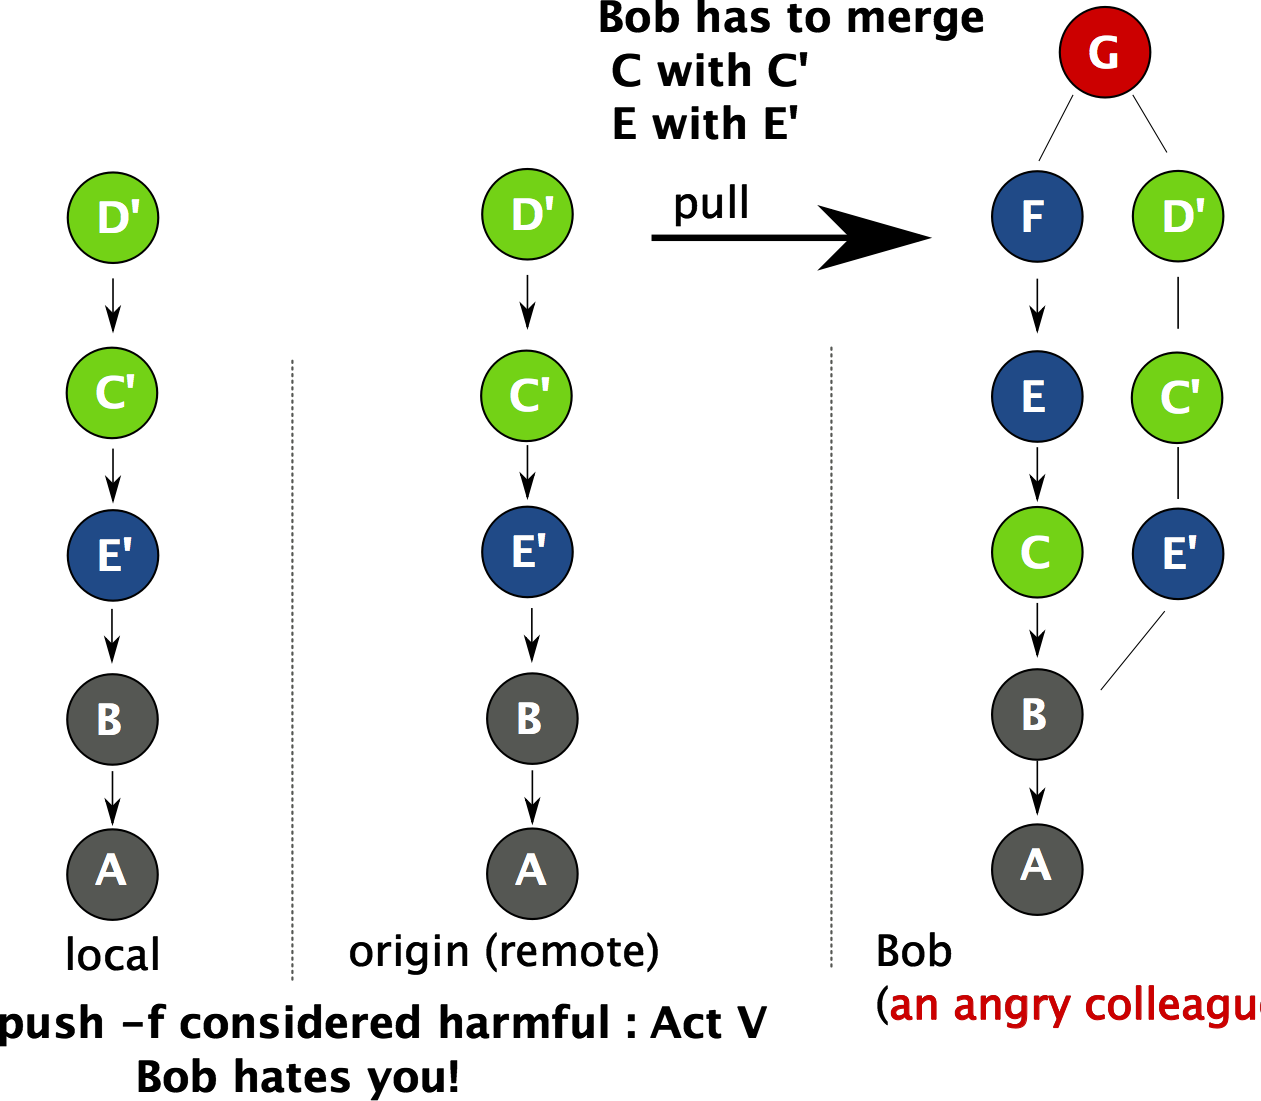 Bob has to merge
C with C'
E with E'
pull
G
D'
D'
F
D'
C'
C'
E
C'
E'
E'
C
E'
B
B
B
A
A
A
local
origin (remote)
Bob
(an angry colleagu
push -f considered harmful : Act V
Bob hates you!